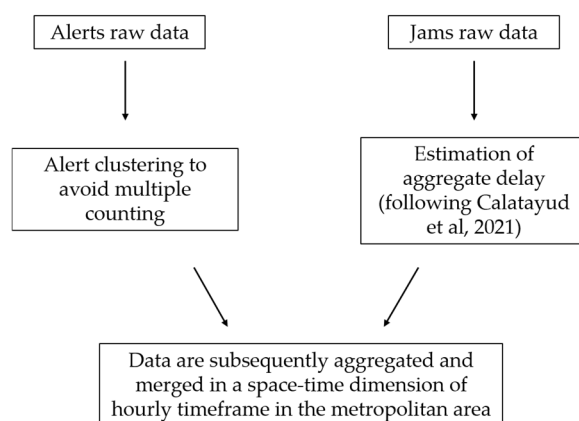 Alerts raw data
Jams raw data
Alert clustering to
avoid multiple
counting
Estimation of
aggregate delay
(following Calatayud
et al, 2021)
Data are subsequently aggregated and
merged in a space-time dimension of
hourly timeframe in the metropolitan area